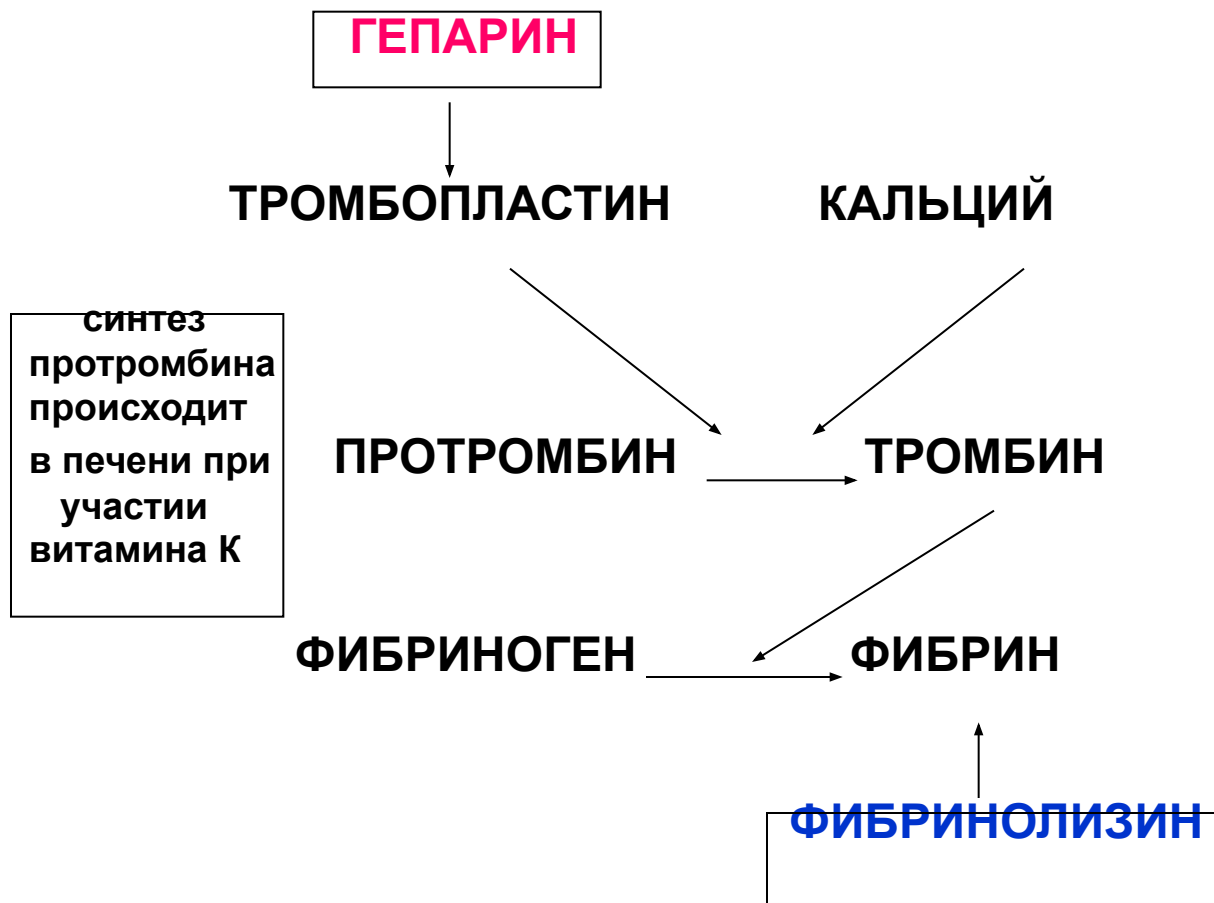 ГЕПАРИН
ТРОМБОПЛАСТИН КАЛЬЦИЙ
синтез
протромбина
происходит
в печени при
участии
витамина К
ПРОТРОМБИН ТРОМБИН
ФИБРИНОГЕН ФИБРИН
ФИБРИНОЛИЗИН